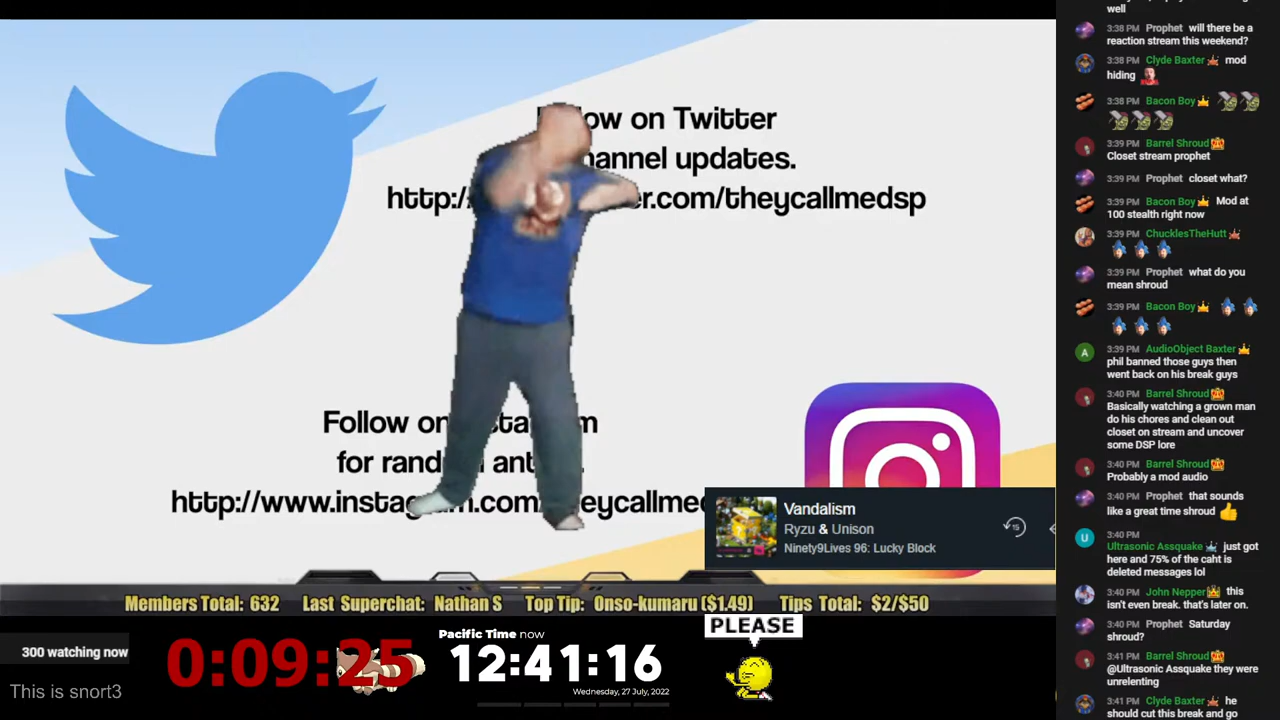 Follow on Twitter
hannel updates.
http:/ er.com/theycallmedsp
Follow on Instagram
for random ant
http://www.instagram.com/theycallmed
Vandalism
Ryzu & Unison
Ninety9Lives 96: Lucky Block
15
Members Total: 632 Last Superchat: Nathan S Top Tip: Onso-kumaru ($1.49) Tips Total: $2/$50
300 watching now
This is snort3
0:09:25
Pacific Time now
12:41:16
Wednesday, 27 July, 2022
PLEASE
well
3:38 PM Prophet will there be a
reaction stream this weekend?
3:38 PM Clyde Baxter mod
hiding
3:38 PM Bacon Boy
3:39 PM Barrel Shroud
Closet stream prophet
3:39 PM Prophet closet what?
3:39 PM Bacon Boy Mod at
100 stealth right now
3:39 PM ChucklesTheHutt
3:39 PM Prophet what do you
mean shroud
3:39 PM Bacon Boy
A
3:39 PM AudioObject Baxter
phil banned those guys then
went back on his break guys
3:40 PM Barrel Shroud
Basically watching a grown man
do his chores and clean out
closet on stream and uncover
some DSP lore
3:40 PM Barrel Shroud
Probably a mod audio
3:40 PM Prophet that sounds
like a great time shroud
U
3:40 PM
Ultrasonic Assquake just got
here and 75% of the caht is
deleted messages lol
3:40 PM John Nepper this
isn't even break. that's later on.
3:40 PM Prophet Saturday
shroud?
3:41 PM Barrel Shroud
@Ultrasonic Assquake they were
unrelenting
3:41 PM Clyde Baxter he
should cut this break and go